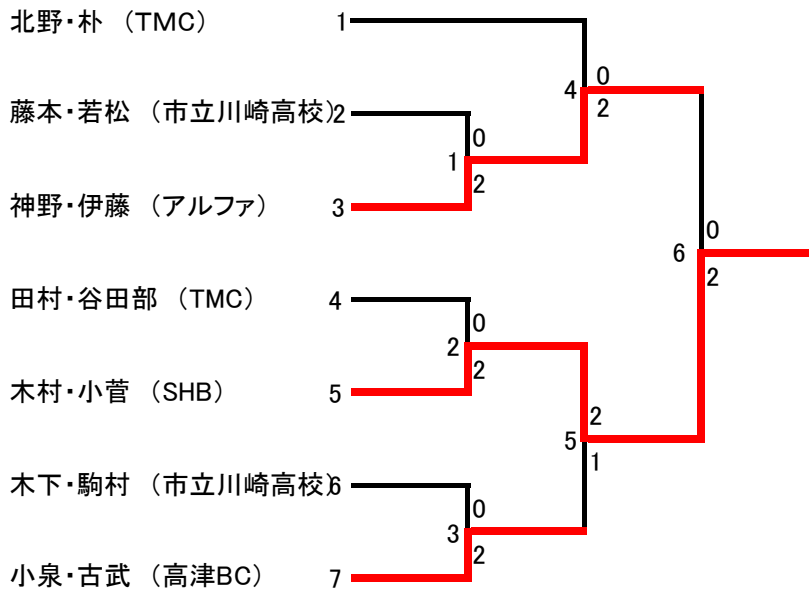 北野・朴 （TMC） 1
4 0
2
藤本・若松 （市立川崎高校）2
0
1
2
神野・伊藤 （アルファ） 3
6 0
2
田村・谷田部 （TMC） 4
0
2
2
木村・小菅 （SHB） 5
2
5
1
木下・駒村 （市立川崎高校）6
0
3
2
小泉・古武 （高津BC） 7